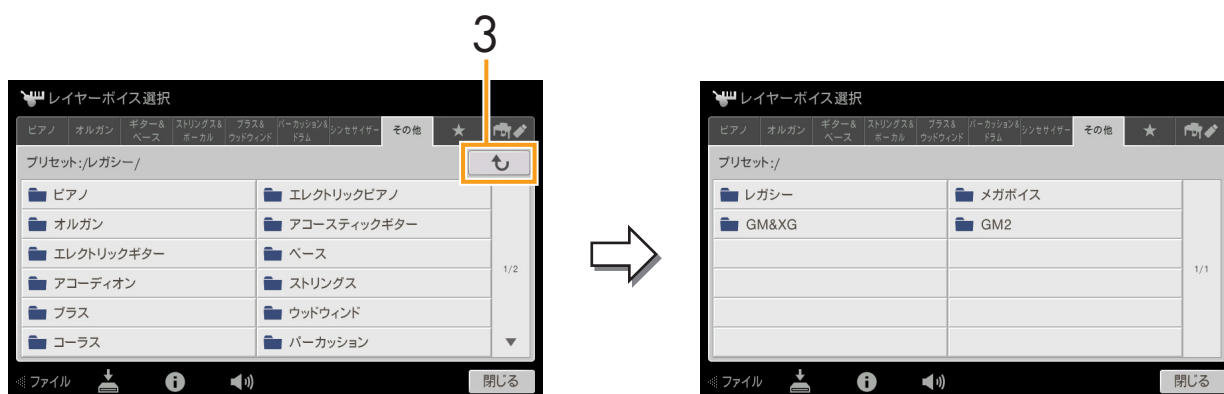 3
レイヤーボイス選択
ピアノ オルガン ギター&ベース ストリングス&ボーカル ブラス&ウッドウィンド パーカッション&ドラム シンセサイザー その他
プリセット:/レガシー/
ピアノ エレクトリックピアノ
オルガン アコースティックギター
エレクトリックギター ベース
アコーディオン ストリングス
ブラス ウッドウィンド
コーラス パーカッション
1/2
ファイル 閉じる
レイヤーボイス選択
ピアノ オルガン ギター&ベース ストリングス&ボーカル ブラス&ウッドウィンド パーカッション&ドラム シンセサイザー その他
プリセット:/
レガシー メガボイス
GM&XG GM2
1/1
ファイル 閉じる